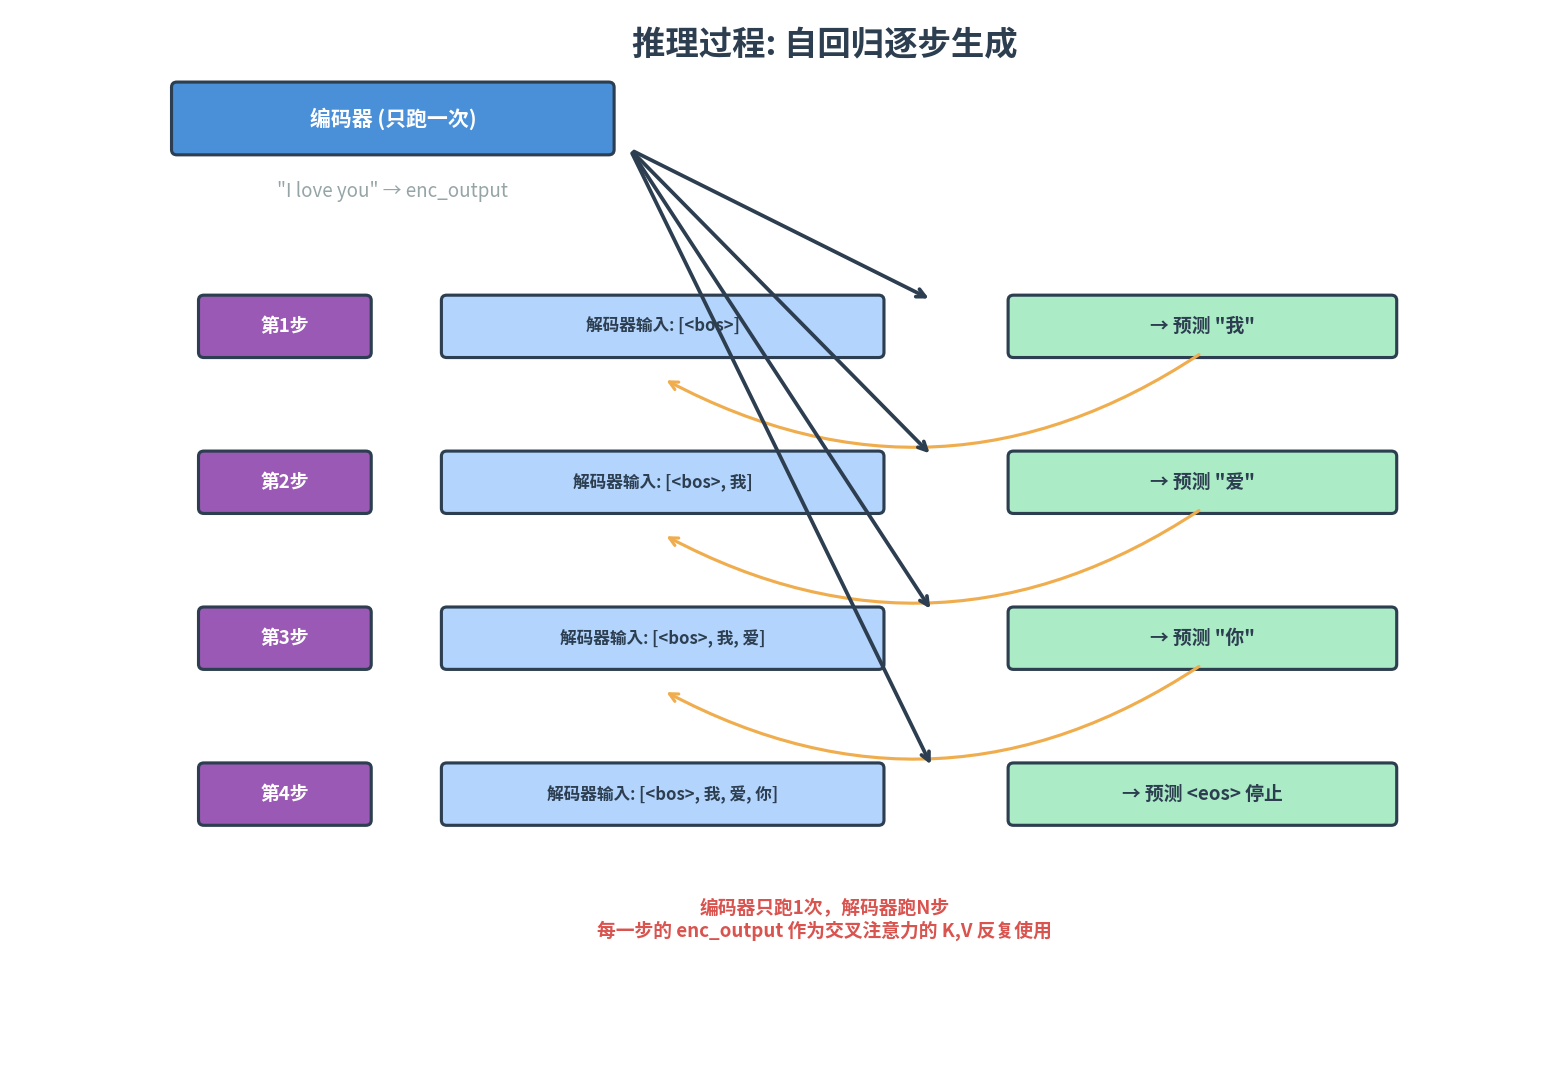 推理过程: 自回归逐步生成
编码器 (只跑一次)
"I love you" → enc_output
第1步
解码器输入: [<bos>]
→ 预测 "我"
第2步
解码器输入: [<bos>, 我]
→ 预测 "爱"
第3步
解码器输入: [<bos>, 我, 爱]
→ 预测 "你"
第4步
解码器输入: [<bos>, 我, 爱, 你]
→ 预测 <eos> 停止
编码器只跑1次，解码器跑N步
每一步的 enc_output 作为交叉注意力的 K,V 反复使用